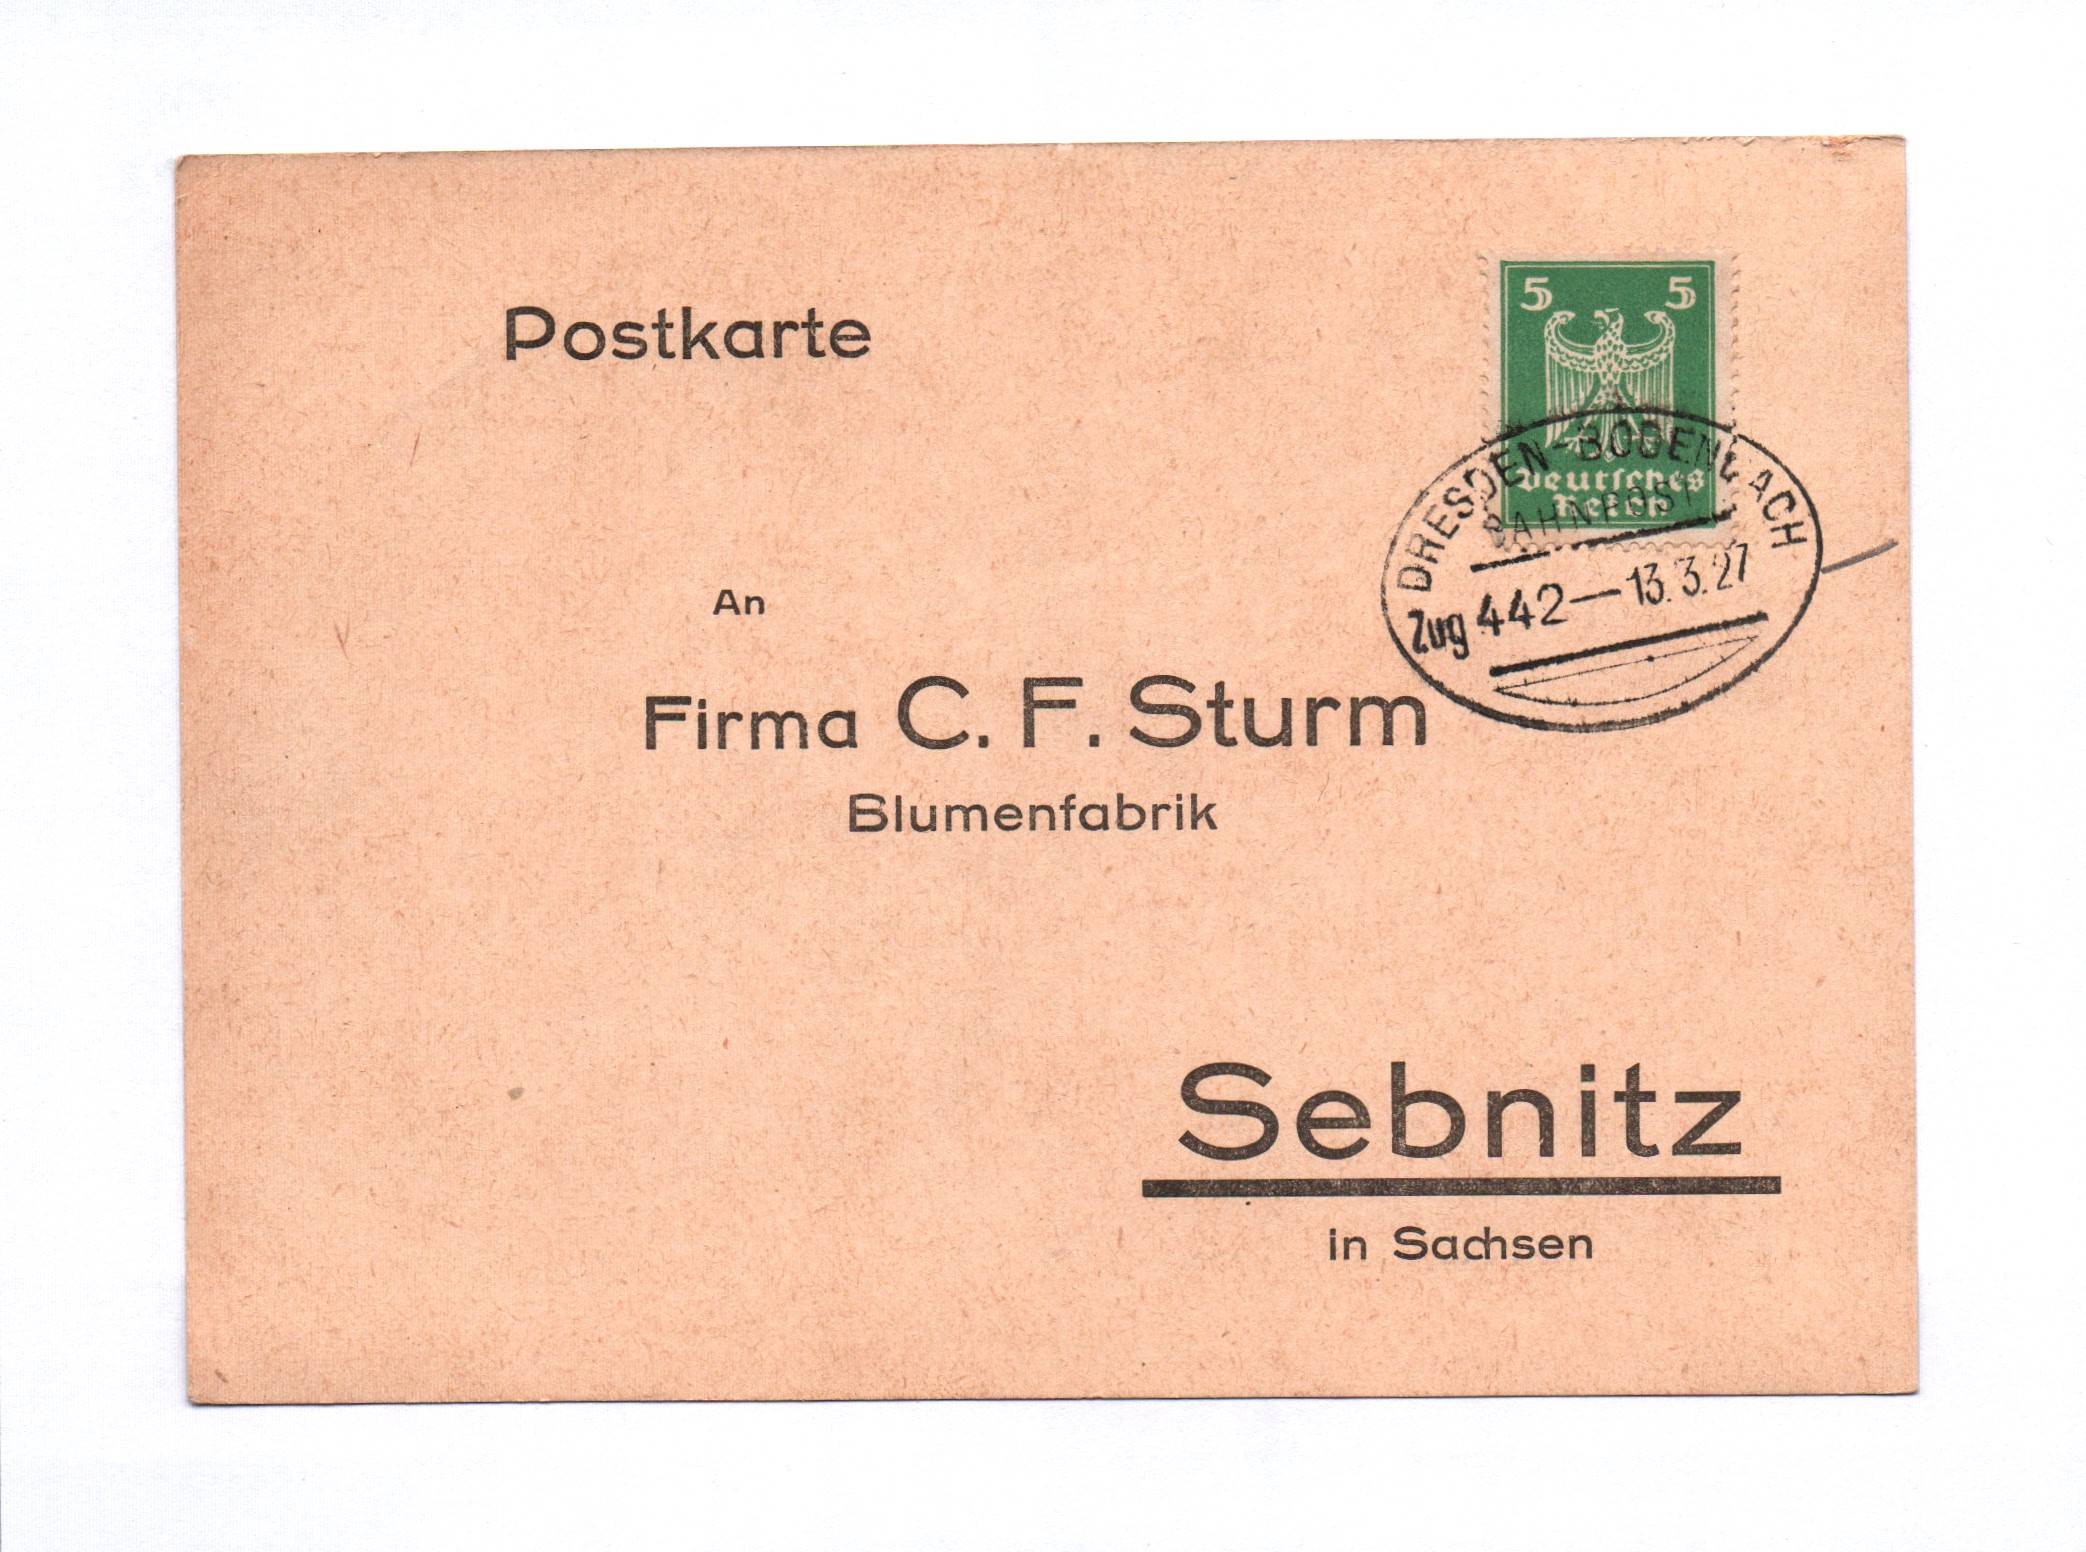 Postkarte
5 5
Deutsches
Reich
DRESDEN-BODENBACH
BAHNPOST
Zug 442 — 13.3.27
An
Firma C. F. Sturm
Blumenfabrik
Sebnitz
in Sachsen